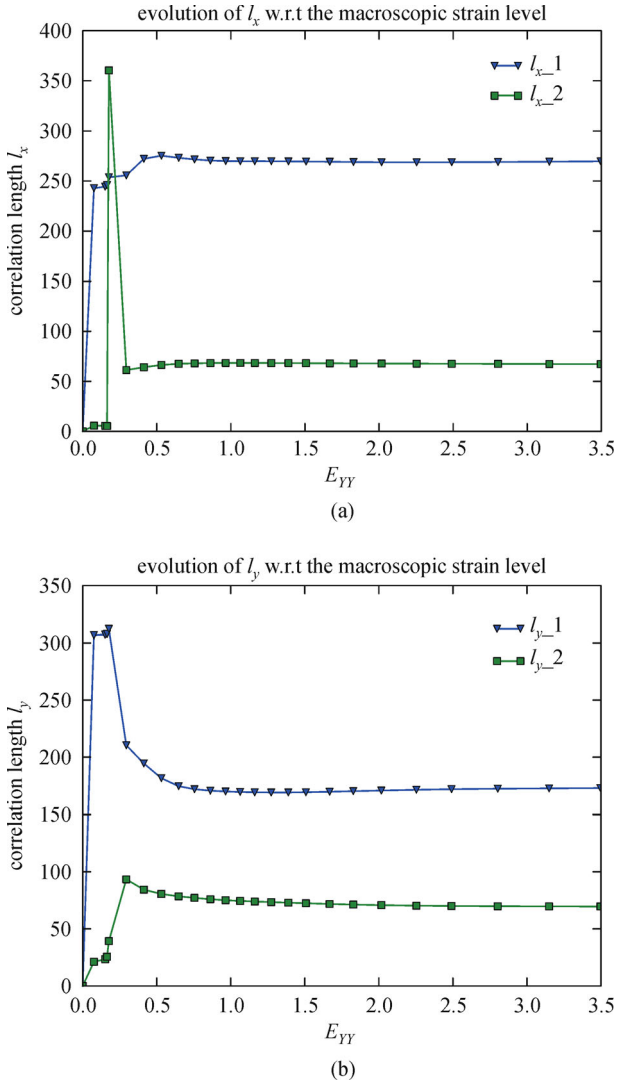 evolution of lx w.r.t the macroscopic strain level
400
350
300
250
200
150
100
50
0
correlation length lx
lx_1
lx_2
0.0 0.5 1.0 1.5 2.0 2.5 3.0 3.5
EYY
(a)
evolution of ly w.r.t the macroscopic strain level
350
300
250
200
150
100
50
0
correlation length ly
ly_1
ly_2
0.0 0.5 1.0 1.5 2.0 2.5 3.0 3.5
EYY
(b)